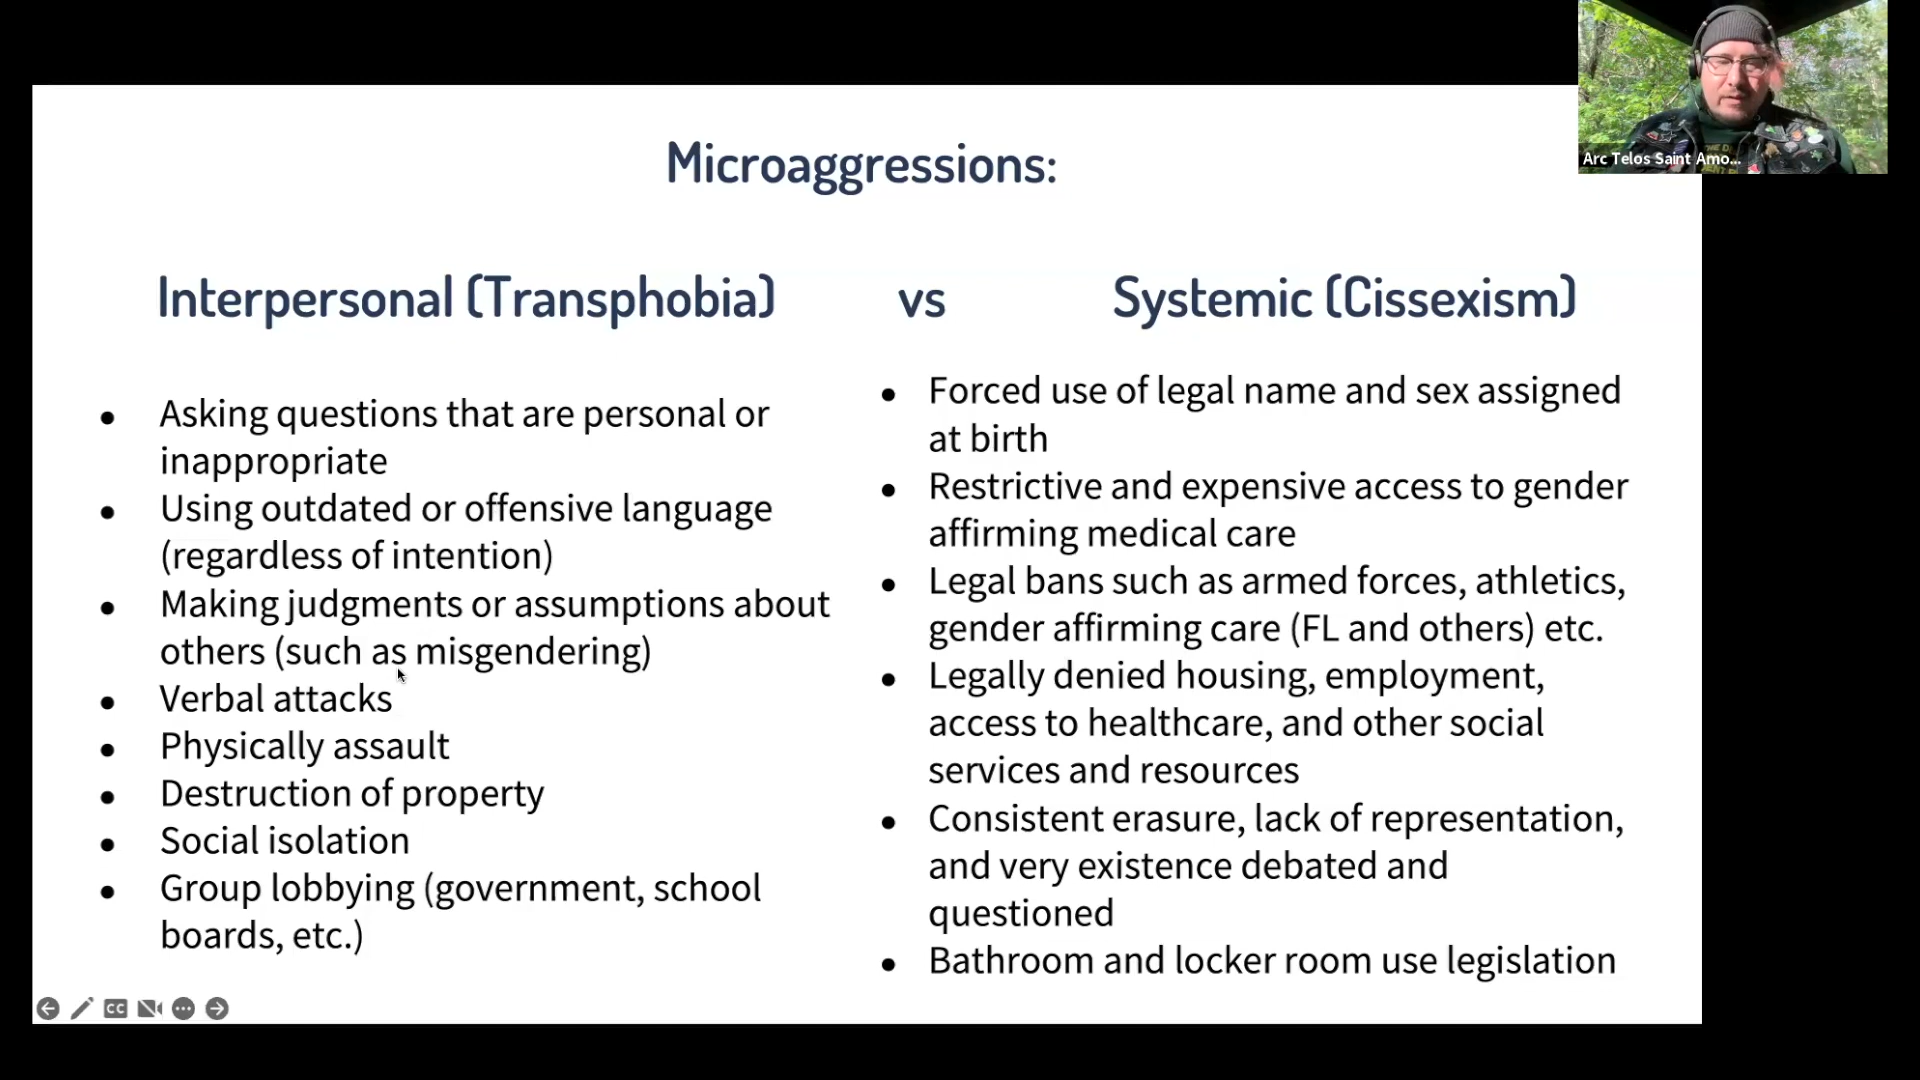 Microaggressions:
Interpersonal (Transphobia) vs Systemic (Cissexism)
• Asking questions that are personal or
inappropriate
• Using outdated or offensive language
(regardless of intention)
• Making judgments or assumptions about
others (such as misgendering)
• Verbal attacks
• Physically assault
• Destruction of property
• Social isolation
• Group lobbying (government, school
boards, etc.)
• Forced use of legal name and sex assigned
at birth
• Restrictive and expensive access to gender
affirming medical care
• Legal bans such as armed forces, athletics,
gender affirming care (FL and others) etc.
• Legally denied housing, employment,
access to healthcare, and other social
services and resources
• Consistent erasure, lack of representation,
and very existence debated and
questioned
• Bathroom and locker room use legislation
Arc Telos Saint Amo...
CC